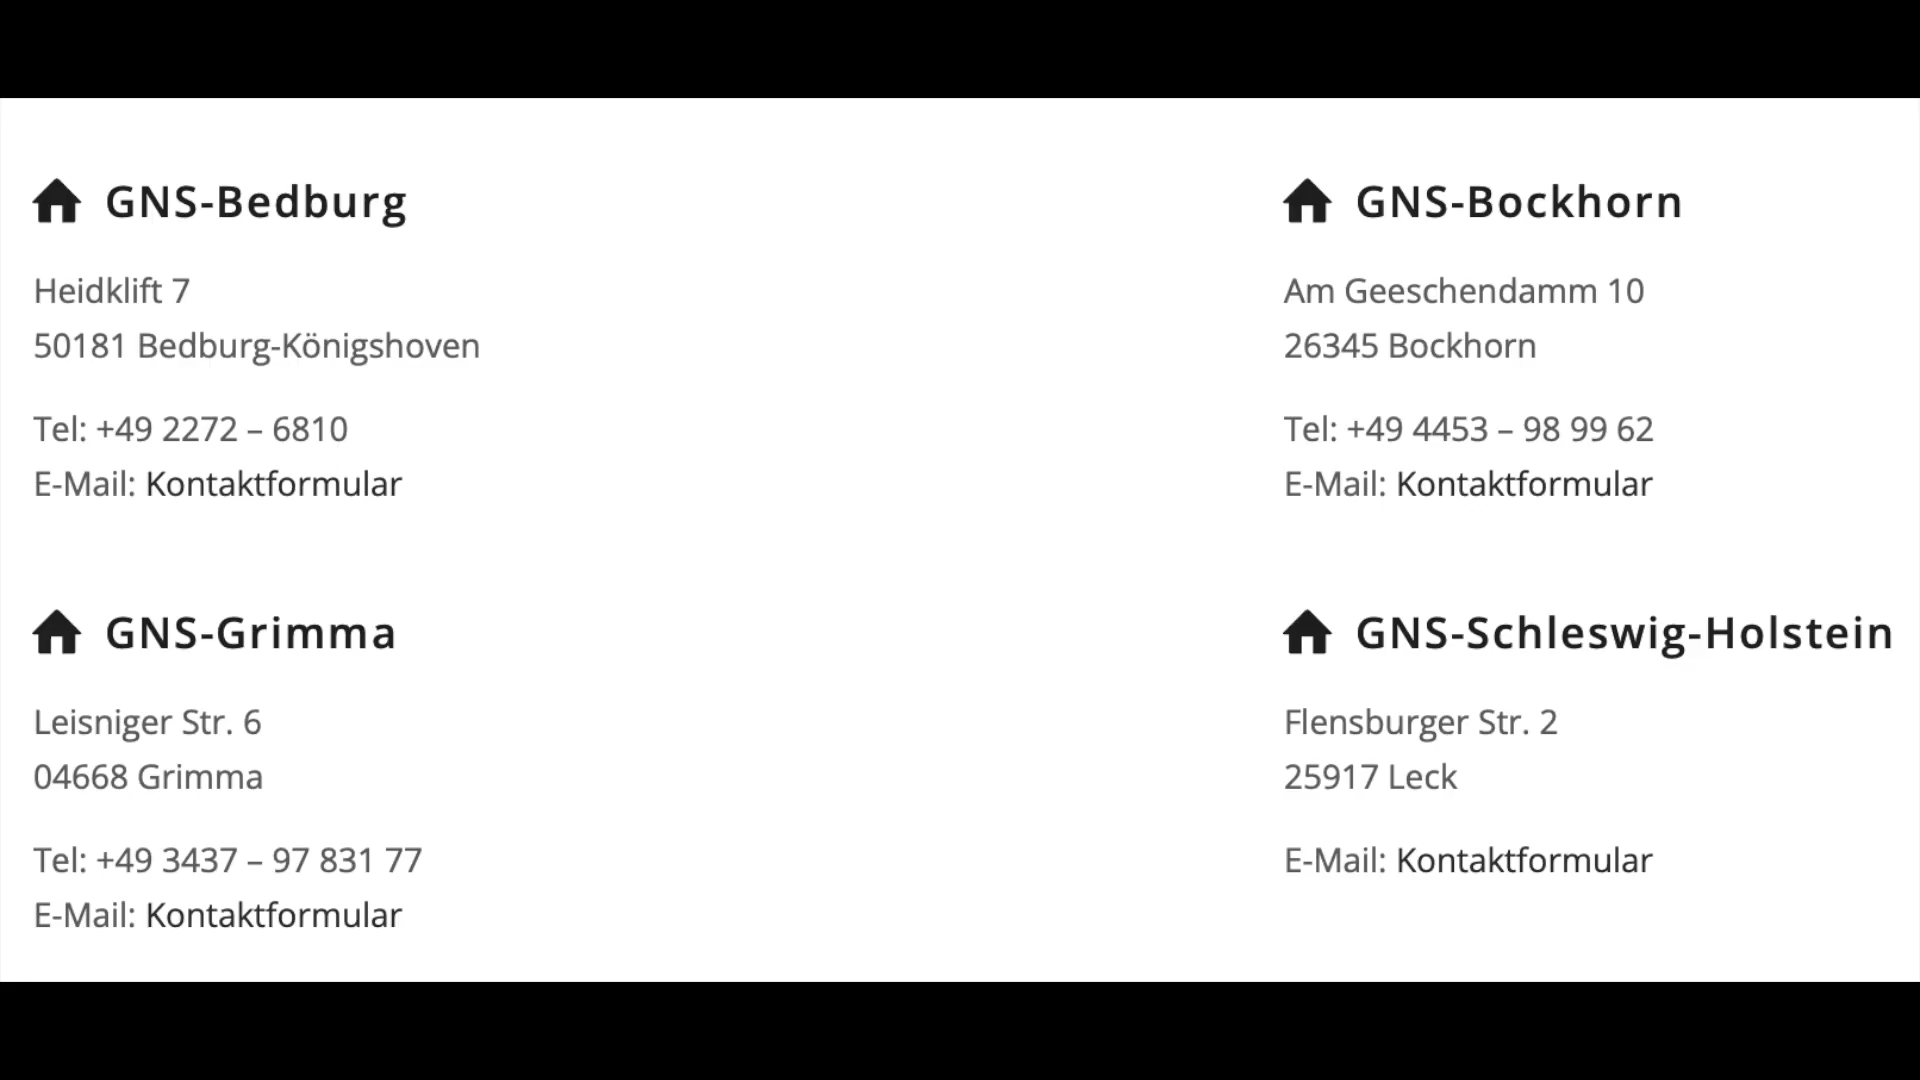 GNS-Bedburg
Heidklift 7
50181 Bedburg-Königshoven
Tel: +49 2272 – 6810
E-Mail: Kontaktformular
GNS-Bockhorn
Am Geeschendamm 10
26345 Bockhorn
Tel: +49 4453 – 98 99 62
E-Mail: Kontaktformular
GNS-Grimma
Leisniger Str. 6
04668 Grimma
Tel: +49 3437 – 97 831 77
E-Mail: Kontaktformular
GNS-Schleswig-Holstein
Flensburger Str. 2
25917 Leck
E-Mail: Kontaktformular